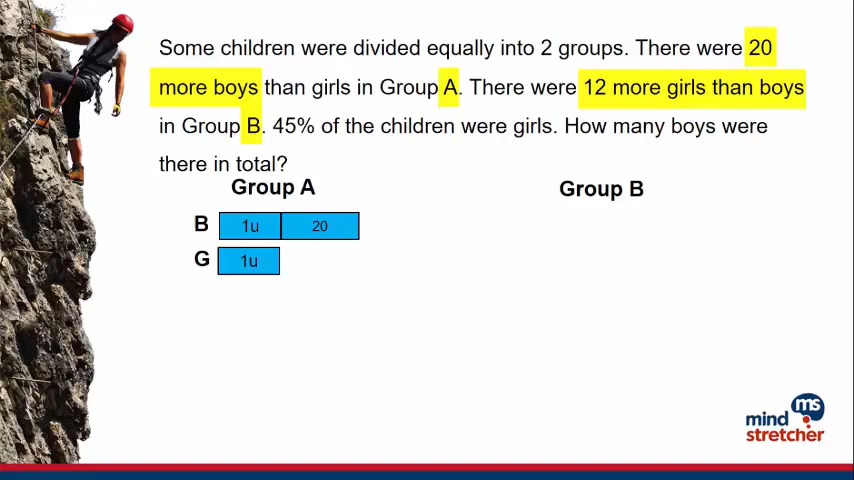 Some children were divided equally into 2 groups. There were 20
more boys than girls in Group A. There were 12 more girls than boys
in Group B. 45% of the children were girls. How many boys were
there in total?
Group A
Group B
B 1u 20
G 1u
ms
mind
stretcher